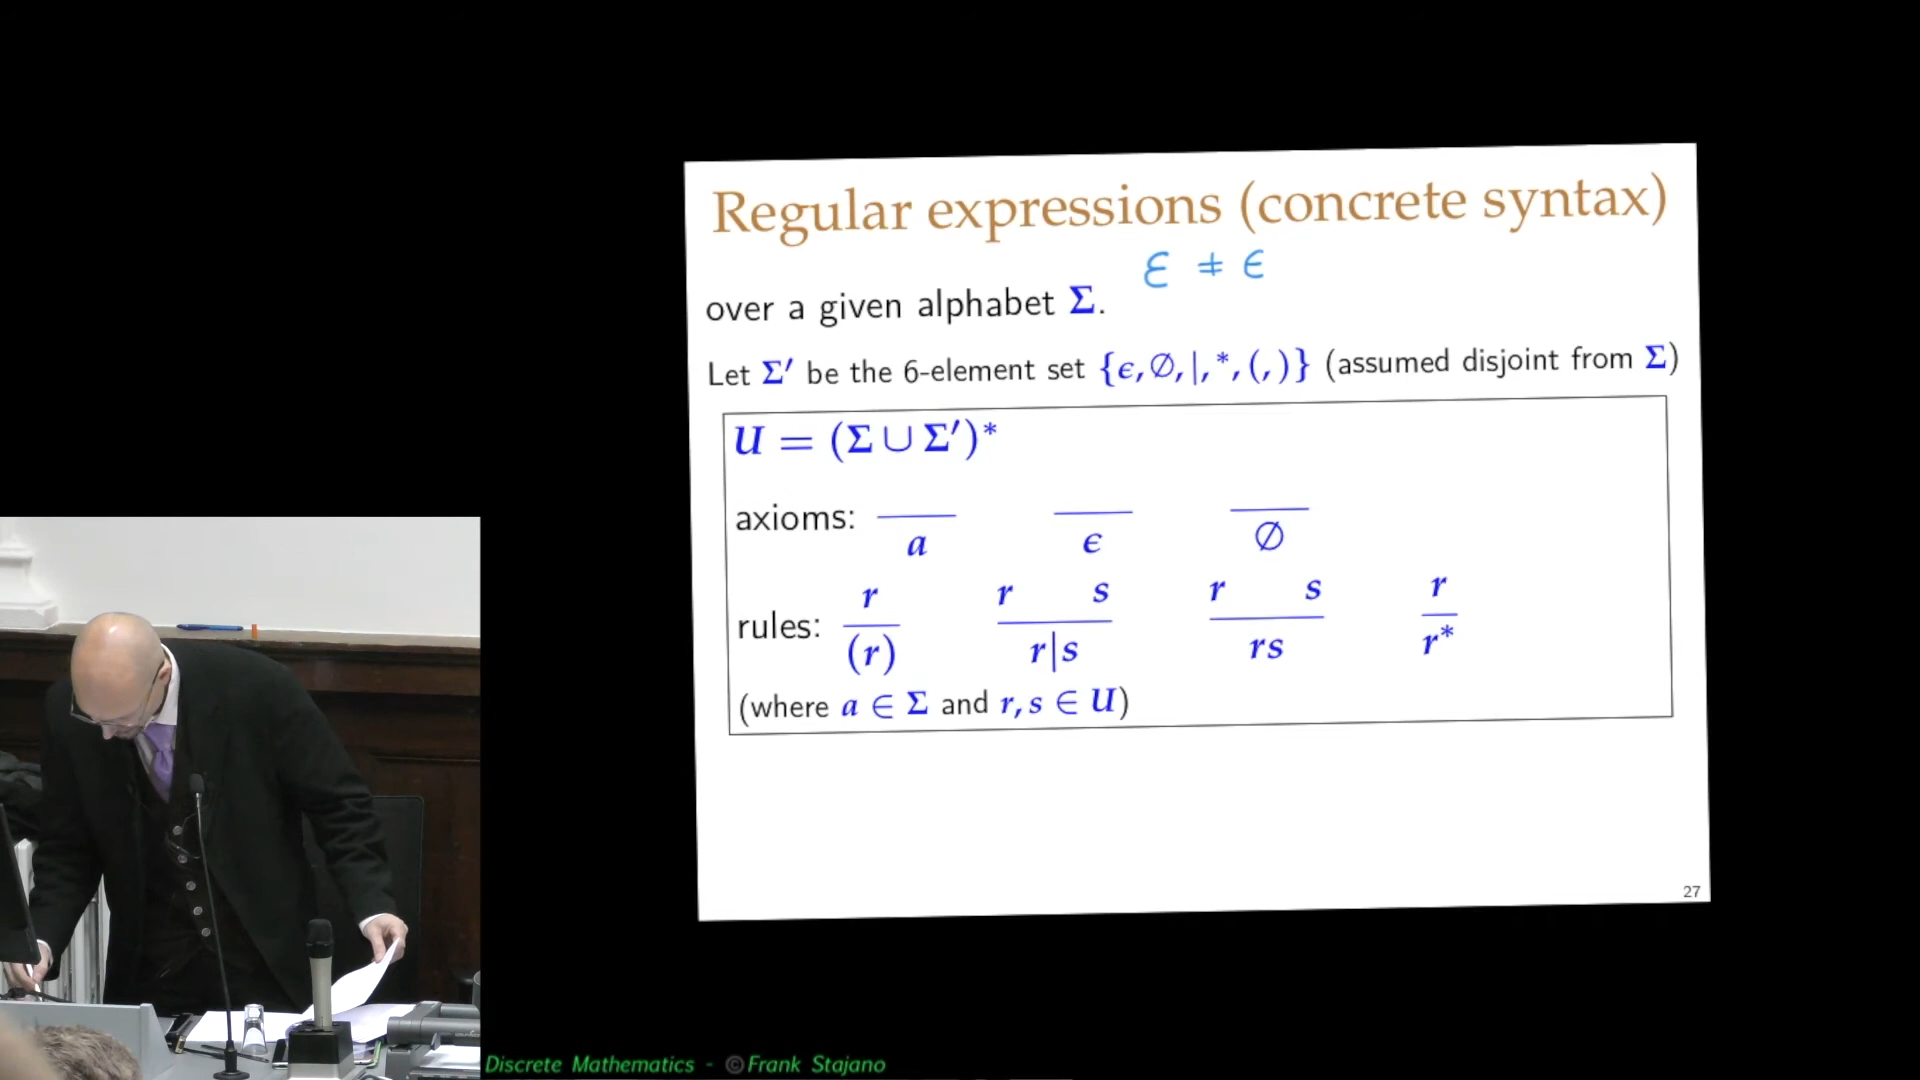 Regular expressions (concrete syntax)
ε ≠ ϵ
over a given alphabet Σ.
Let Σ′ be the 6-element set {ϵ, ∅, |, *, (, )} (assumed disjoint from Σ)
U = (Σ ∪ Σ′)*
axioms: a ϵ ∅
r r s r s r
rules: (r) r|s rs r*
(where a ∈ Σ and r, s ∈ U)
27
Discrete Mathematics - ©Frank Stajano